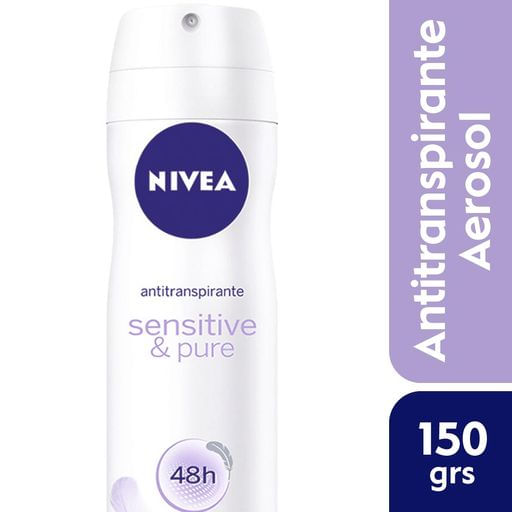 NIVEA
antitranspirante
sensitive
& pure
48h
Antitranspirante
Aerosol
150
grs